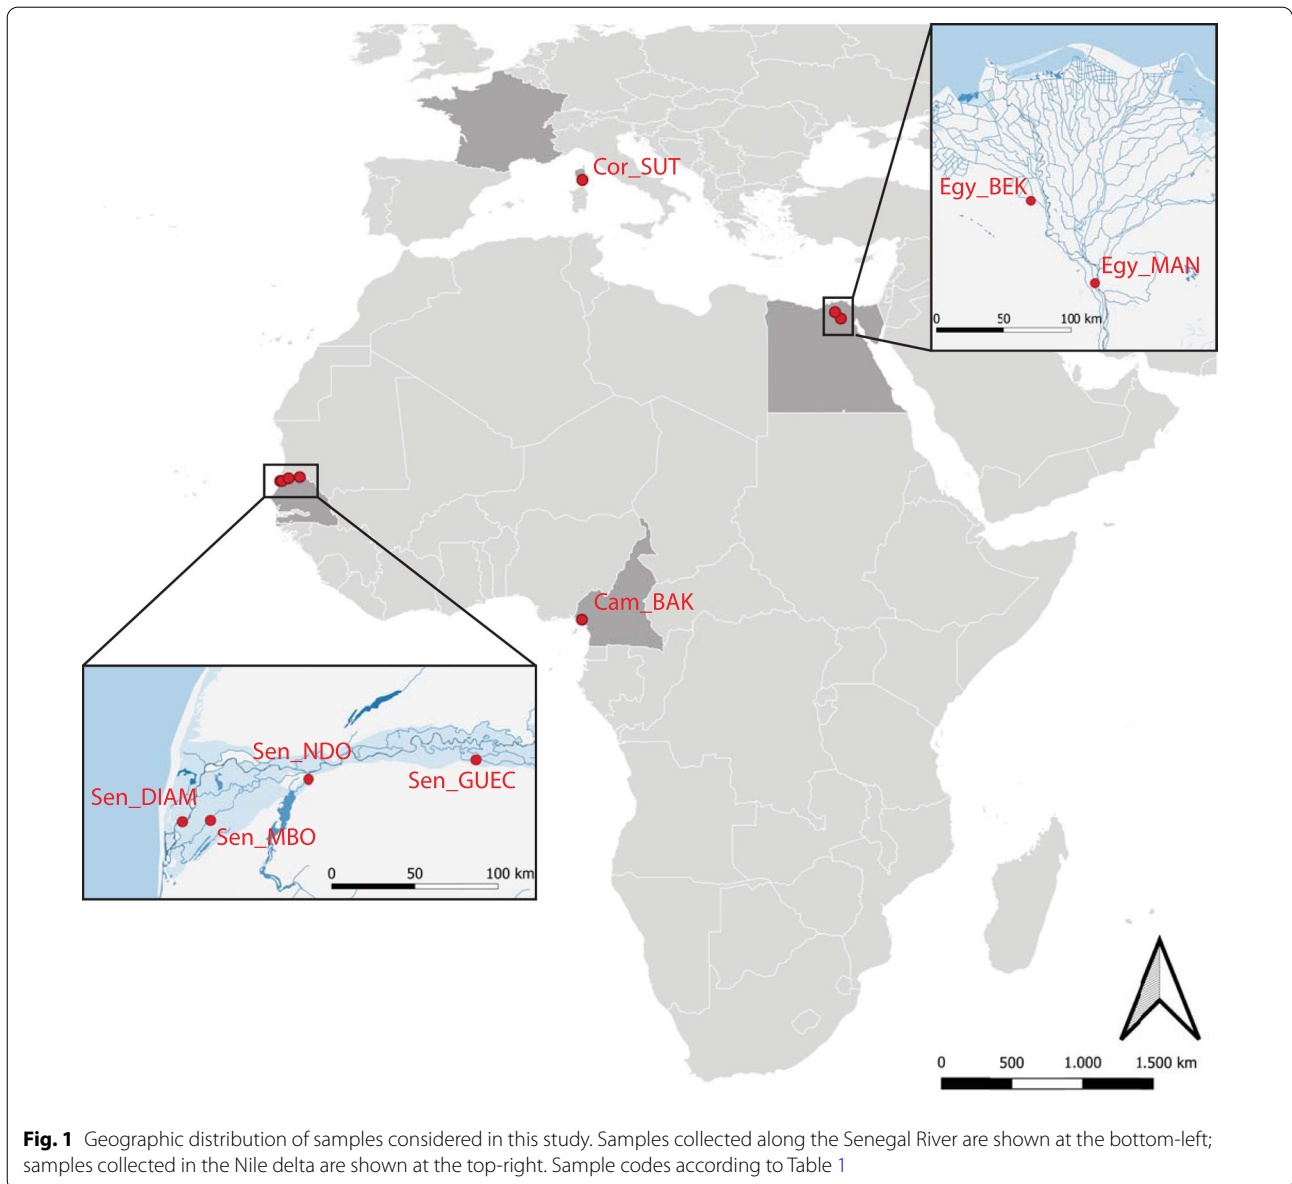 Cor_SUT
Egy_BEK
Egy_MAN
0 50 100 km
Cam_BAK
Sen_NDO
Sen_GUEC
Sen_DIAM
Sen_MBO
0 50 100 km
0 500 1.000 1.500 km
Fig. 1 Geographic distribution of samples considered in this study. Samples collected along the Senegal River are shown at the bottom-left;
samples collected in the Nile delta are shown at the top-right. Sample codes according to Table 1